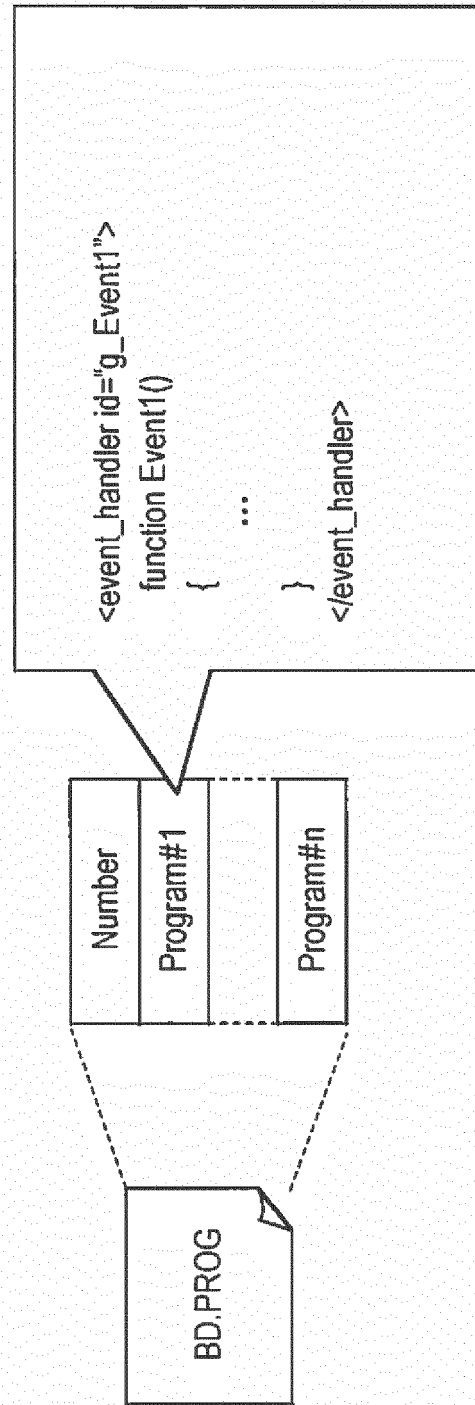 BD.PROG
Number
Program#1
Program#n
<event_handler id="g_Event1">
function Event1()
{
...
}
</event_handler>